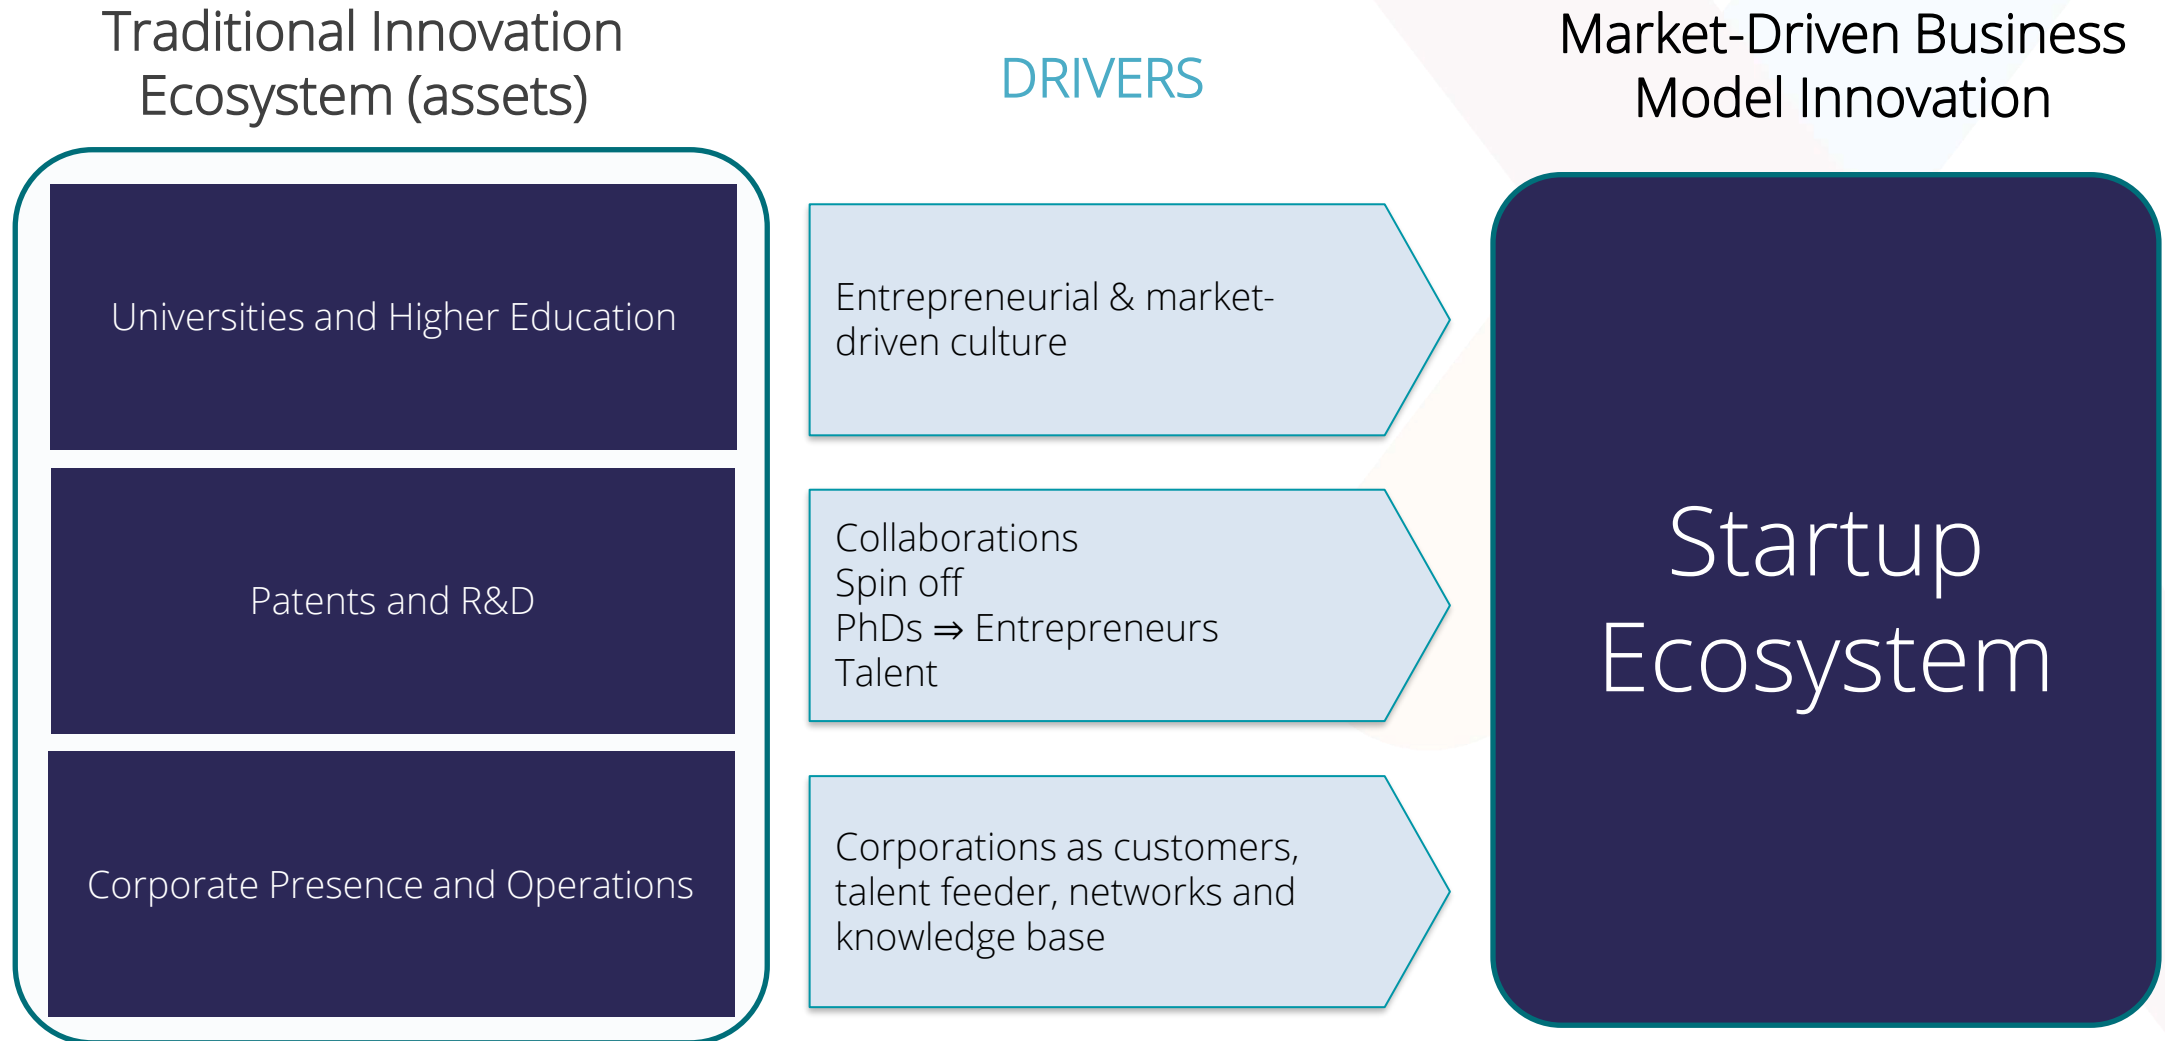 Traditional Innovation
Ecosystem (assets)
DRIVERS
Market-Driven Business
Model Innovation
Universities and Higher Education
Entrepreneurial & market-
driven culture
Patents and R&D
Collaborations
Spin off
PhDs ⇒ Entrepreneurs
Talent
Corporate Presence and Operations
Corporations as customers,
talent feeder, networks and
knowledge base
Startup
Ecosystem